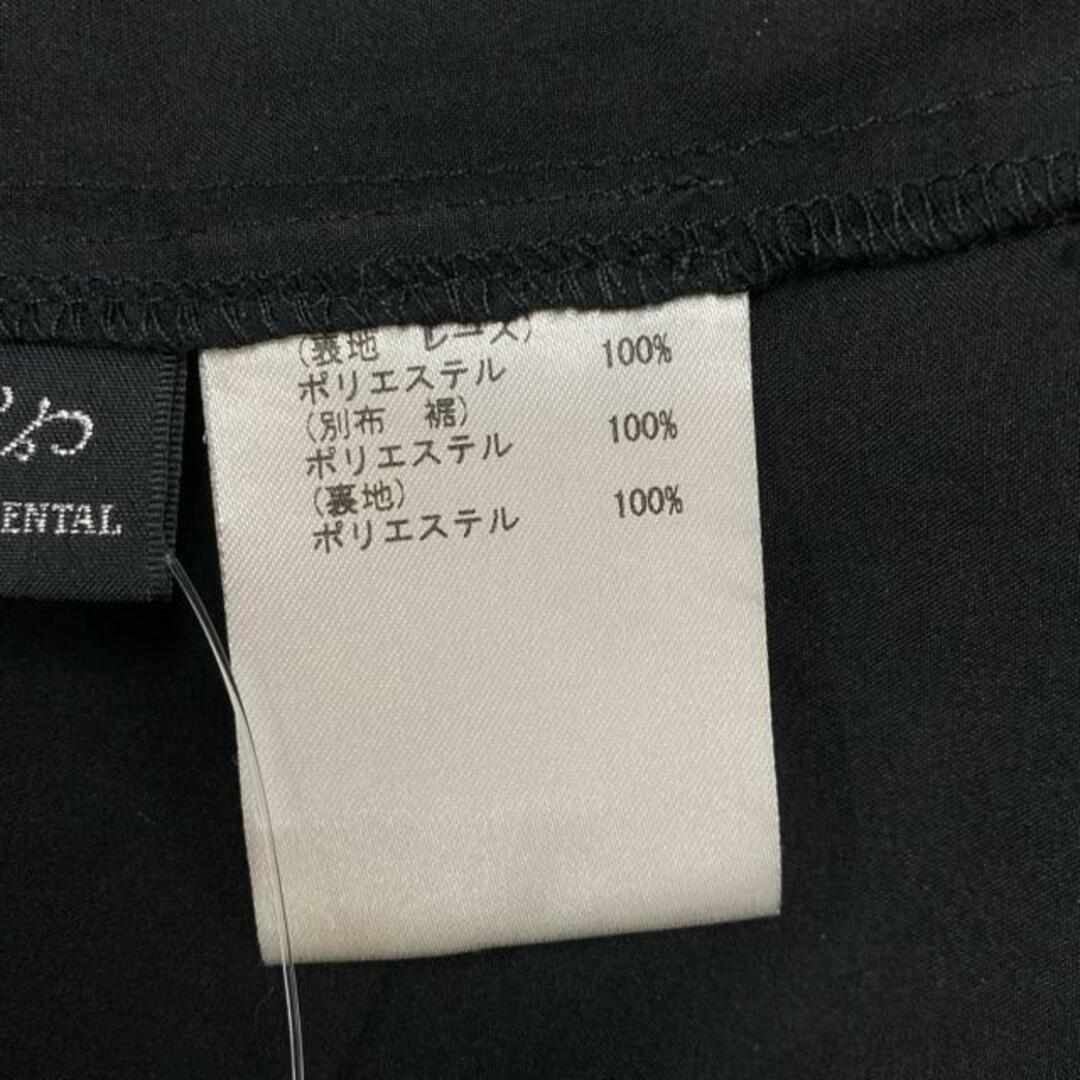 (表地 レース)
ポリエステル 100%
(別布 裾)
ポリエステル 100%
(裏地)
ポリエステル 100%
ENTAL